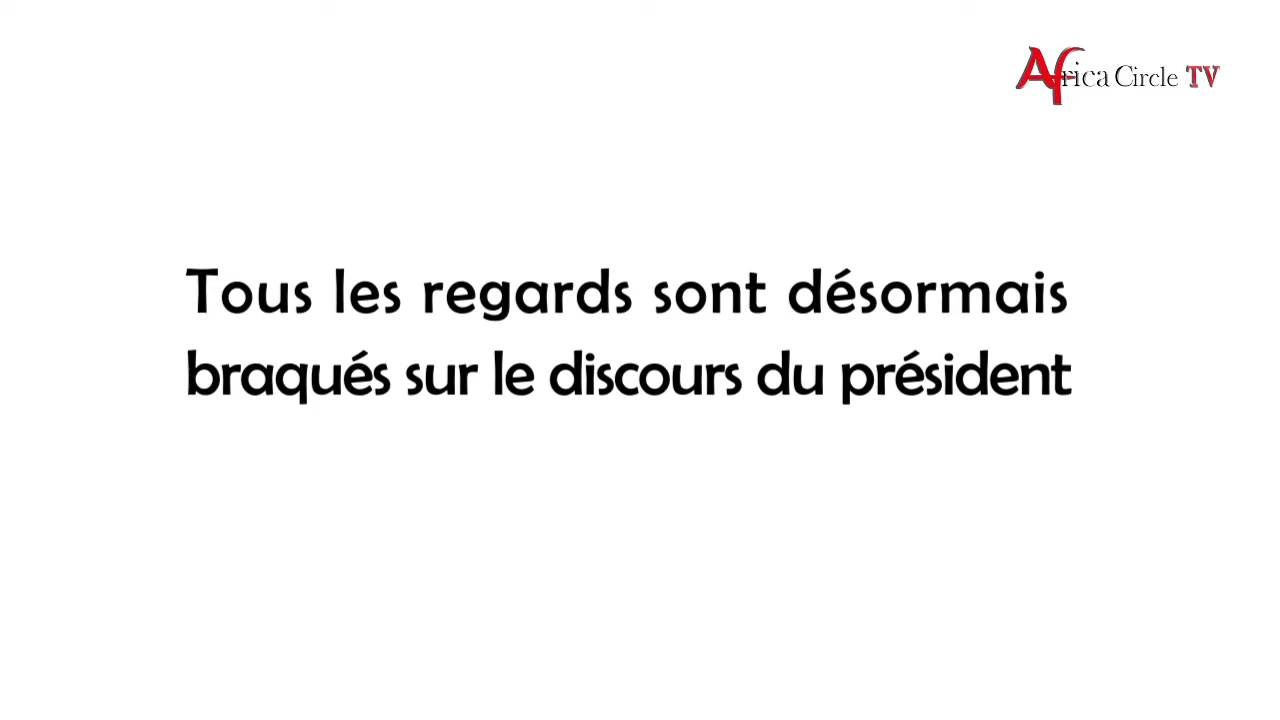 Africa Circle TV
Tous les regards sont désormais
braqués sur le discours du président